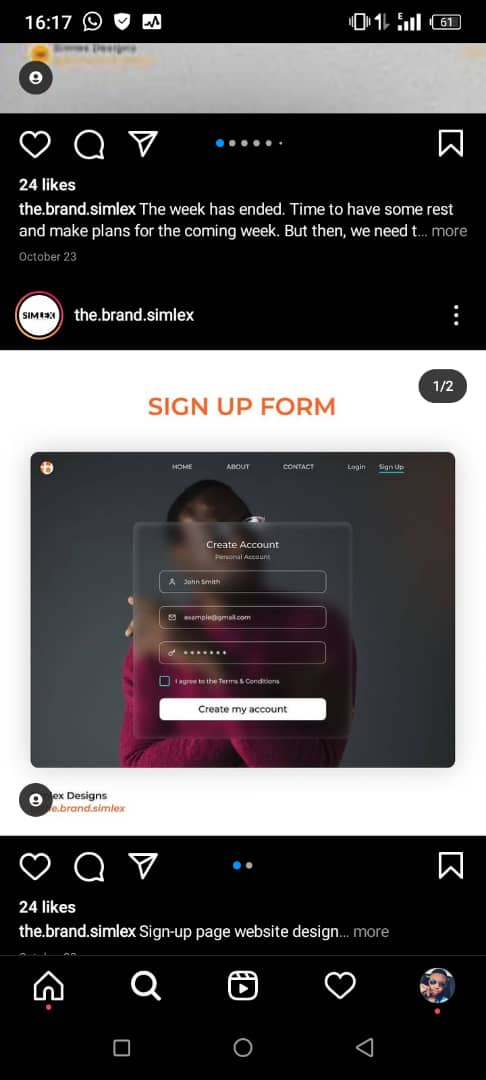 16:17
E
61
Simlex Designs
24 likes
the.brand.simlex The week has ended. Time to have some rest
and make plans for the coming week. But then, we need t... more
October 23
SIMLEX
the.brand.simlex
1/2
SIGN UP FORM
HOME ABOUT CONTACT Login Sign Up
Create Account
Personal Account
John Smith
example@gmail.com
I agree to the Terms & Conditions
Create my account
ex Designs
e.brand.simlex
24 likes
the.brand.simlex Sign-up page website design... more